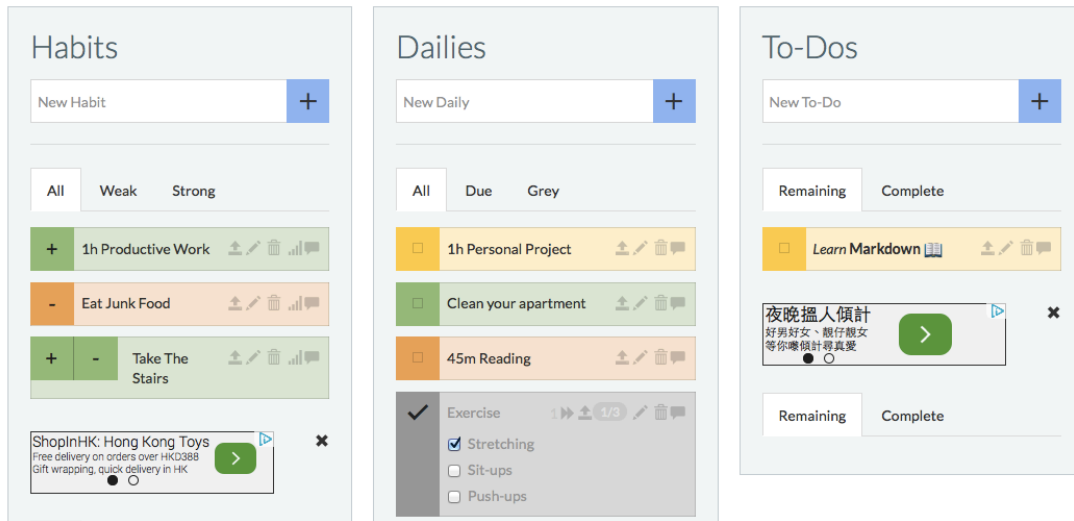 Habits
New Habit
+
All Weak Strong
+ 1h Productive Work
- Eat Junk Food
+ - Take The
Stairs
ShopInHK: Hong Kong Toys
Free delivery on orders over HKD388
Gift wrapping, quick delivery in HK
Dailies
New Daily
+
All Due Grey
1h Personal Project
Clean your apartment
45m Reading
Exercise 1 1/3
Stretching
Sit-ups
Push-ups
To-Dos
New To-Do
+
Remaining Complete
Learn Markdown
夜晚搵人傾計
好男好女、靚仔靚女
等你嚟傾計尋真愛
Remaining Complete